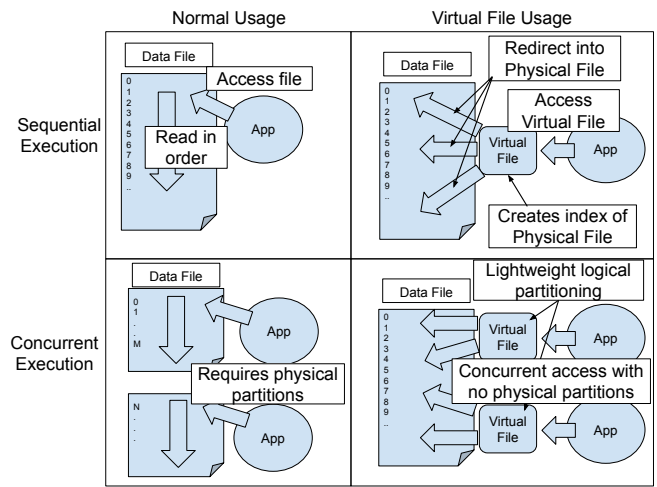 Normal Usage
Virtual File Usage
Sequential
Execution
Data File
0
1
2
3
4
5
6
7
8
9
..
Access file
App
Read in
order
Data File
0
1
2
3
4
5
6
7
8
9
..
Redirect into
Physical File
Access
Virtual File
Virtual
File
App
Creates index of
Physical File
Concurrent
Execution
Data File
0
1
.
.
M
App
Requires physical
partitions
N
.
.
.
App
Data File
0
1
2
3
4
5
6
7
8
9
..
Lightweight logical
partitioning
Virtual
File
App
Concurrent access with
no physical partitions
Virtual
File
App